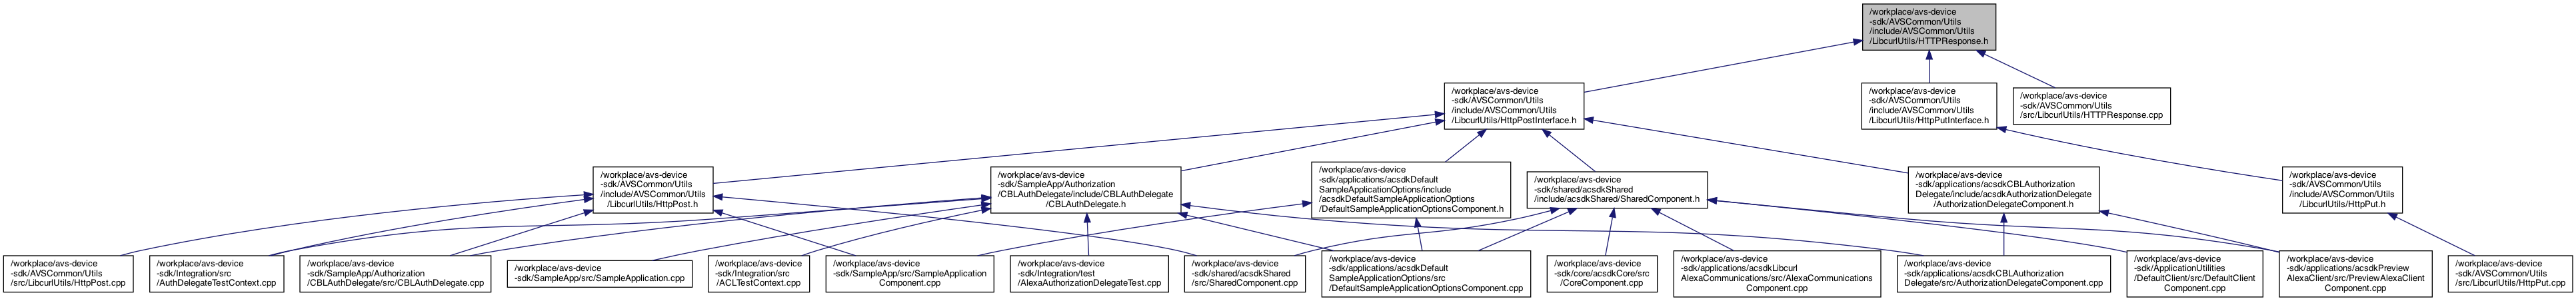 /workplace/avs-device
-sdk/AVSCommon/Utils
/include/AVSCommon/Utils
/LibcurlUtils/HTTPResponse.h
/workplace/avs-device
-sdk/AVSCommon/Utils
/include/AVSCommon/Utils
/LibcurlUtils/HttpPostInterface.h
/workplace/avs-device
-sdk/AVSCommon/Utils
/include/AVSCommon/Utils
/LibcurlUtils/HttpPutInterface.h
/workplace/avs-device
-sdk/AVSCommon/Utils
/src/LibcurlUtils/HTTPResponse.cpp
/workplace/avs-device
-sdk/AVSCommon/Utils
/include/AVSCommon/Utils
/LibcurlUtils/HttpPost.h
/workplace/avs-device
-sdk/SampleApp/Authorization
/CBLAuthDelegate/include/CBLAuthDelegate
/CBLAuthDelegate.h
/workplace/avs-device
-sdk/applications/acsdkDefault
SampleApplicationOptions/include
/acsdkDefaultSampleApplicationOptions
/DefaultSampleApplicationOptionsComponent.h
/workplace/avs-device
-sdk/shared/acsdkShared
/include/acsdkShared/SharedComponent.h
/workplace/avs-device
-sdk/applications/acsdkCBLAuthorization
Delegate/include/acsdkAuthorizationDelegate
/AuthorizationDelegateComponent.h
/workplace/avs-device
-sdk/AVSCommon/Utils
/include/AVSCommon/Utils
/LibcurlUtils/HttpPut.h
/workplace/avs-device
-sdk/AVSCommon/Utils
/src/LibcurlUtils/HttpPost.cpp
/workplace/avs-device
-sdk/Integration/src
/AuthDelegateTestContext.cpp
/workplace/avs-device
-sdk/SampleApp/Authorization
/CBLAuthDelegate/src/CBLAuthDelegate.cpp
/workplace/avs-device
-sdk/SampleApp/src/SampleApplication.cpp
/workplace/avs-device
-sdk/Integration/src
/ACLTestContext.cpp
/workplace/avs-device
-sdk/SampleApp/src/SampleApplication
Component.cpp
/workplace/avs-device
-sdk/Integration/test
/AlexaAuthorizationDelegateTest.cpp
/workplace/avs-device
-sdk/shared/acsdkShared
/src/SharedComponent.cpp
/workplace/avs-device
-sdk/applications/acsdkDefault
SampleApplicationOptions/src
/DefaultSampleApplicationOptionsComponent.cpp
/workplace/avs-device
-sdk/core/acsdkCore/src
/CoreComponent.cpp
/workplace/avs-device
-sdk/applications/acsdkLibcurl
AlexaCommunications/src/AlexaCommunications
Component.cpp
/workplace/avs-device
-sdk/applications/acsdkCBLAuthorization
Delegate/src/AuthorizationDelegateComponent.cpp
/workplace/avs-device
-sdk/ApplicationUtilities
/DefaultClient/src/DefaultClient
Component.cpp
/workplace/avs-device
-sdk/applications/acsdkPreview
AlexaClient/src/PreviewAlexaClient
Component.cpp
/workplace/avs-device
-sdk/AVSCommon/Utils
/src/LibcurlUtils/HttpPut.cpp